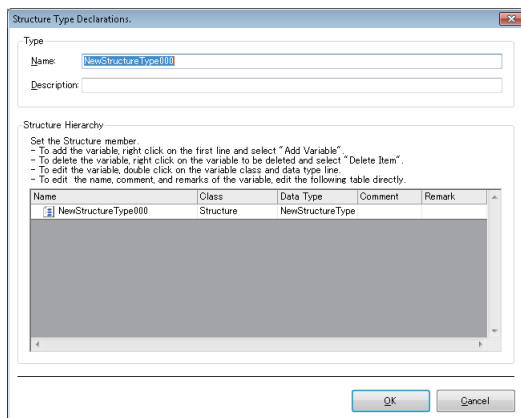 Structure Type Declarations.
Type
Name: NewStructureType000
Description:
Structure Hierarchy
Set the Structure member.
- To add the variable, right click on the first line and select "Add Variable".
- To delete the variable, right click on the variable to be deleted and select "Delete Item".
- To edit the variable, double click on the variable class and data type line.
- To edit the name, comment, and remarks of the variable, edit the following table directly.
Name Class Data Type Comment Remark
NewStructureType000 Structure NewStructureType
OK Cancel